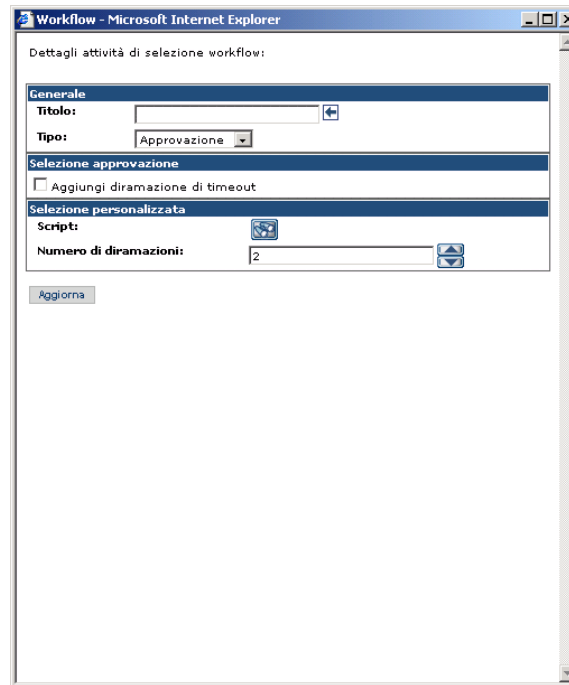 Workflow - Microsoft Internet Explorer
Dettagli attività di selezione workflow:
Generale
Titolo:
Tipo: Approvazione
Selezione approvazione
Aggiungi diramazione di timeout
Selezione personalizzata
Script:
Numero di diramazioni: 2
Aggiorna